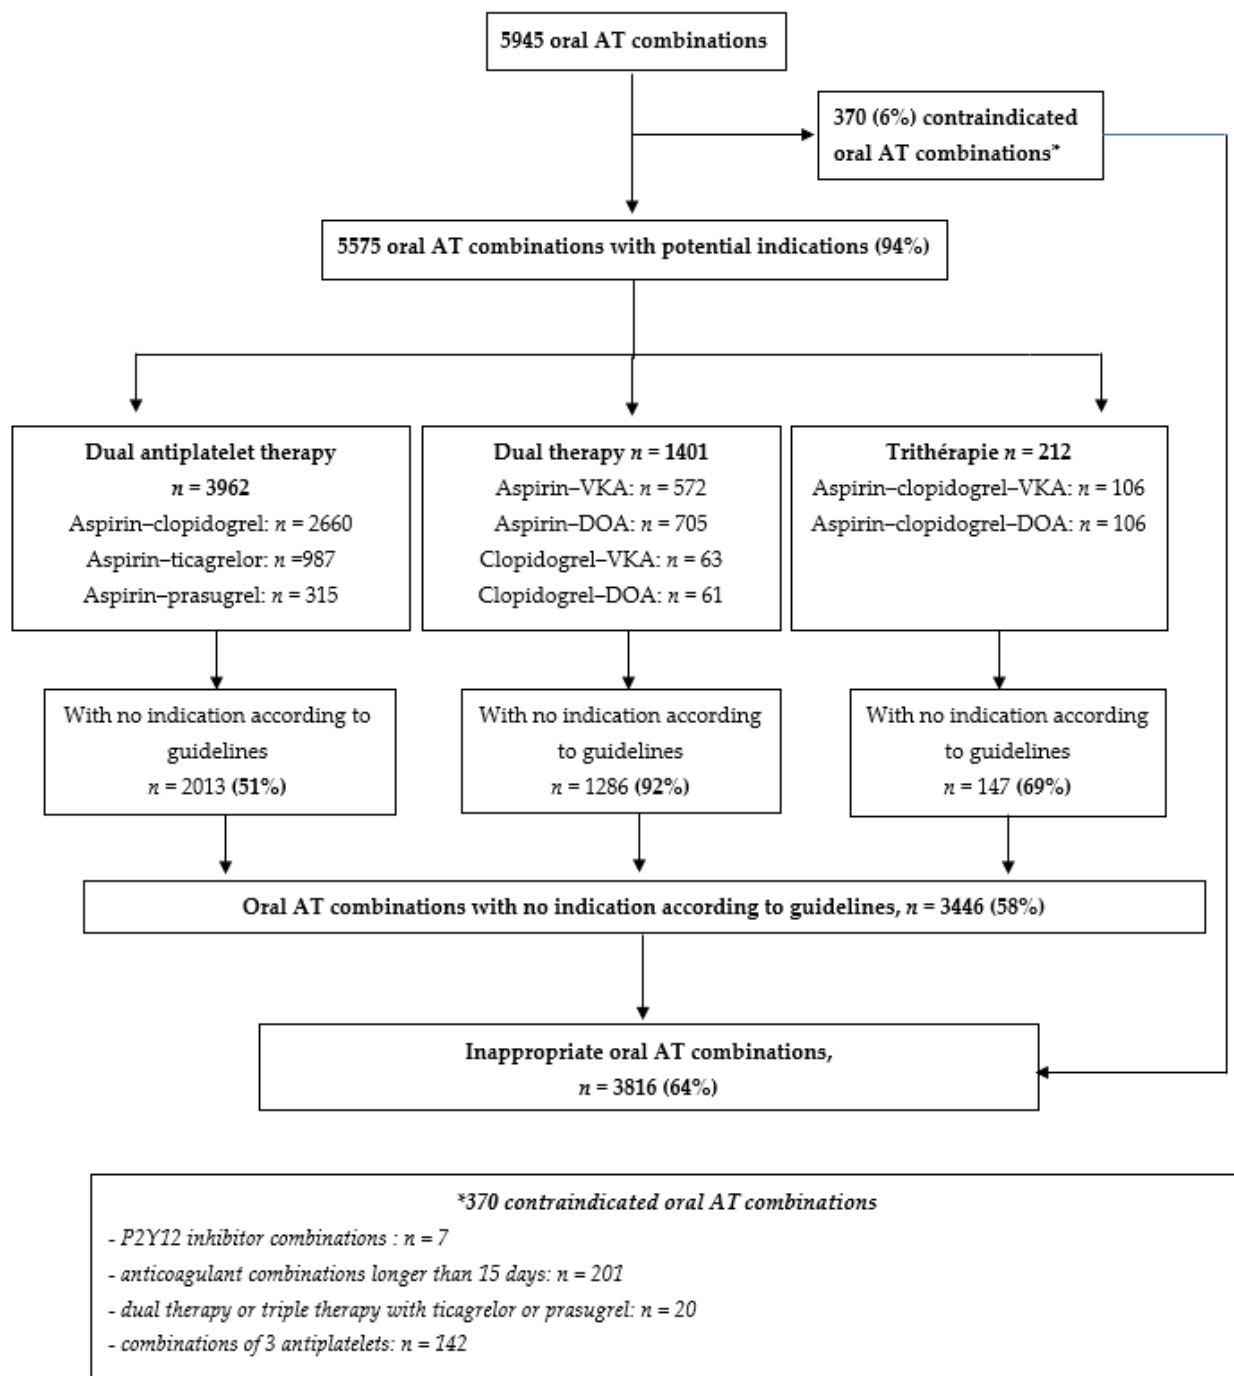 5945 oral AT combinations
370 (6%) contraindicated
oral AT combinations*
5575 oral AT combinations with potential indications (94%)
Dual antiplatelet therapy
n = 3962
Aspirin–clopidogrel: n = 2660
Aspirin–ticagrelor: n =987
Aspirin–prasugrel: n = 315
Dual therapy n = 1401
Aspirin–VKA: n = 572
Aspirin–DOA: n = 705
Clopidogrel–VKA: n = 63
Clopidogrel–DOA: n = 61
Trithérapie n = 212
Aspirin–clopidogrel–VKA: n = 106
Aspirin–clopidogrel–DOA: n = 106
With no indication according to
guidelines
n = 2013 (51%)
With no indication according
to guidelines
n = 1286 (92%)
With no indication according
to guidelines
n = 147 (69%)
Oral AT combinations with no indication according to guidelines, n = 3446 (58%)
Inappropriate oral AT combinations,
n = 3816 (64%)
*370 contraindicated oral AT combinations
- P2Y12 inhibitor combinations : n = 7
- anticoagulant combinations longer than 15 days: n = 201
- dual therapy or triple therapy with ticagrelor or prasugrel: n = 20
- combinations of 3 antiplatelets: n = 142